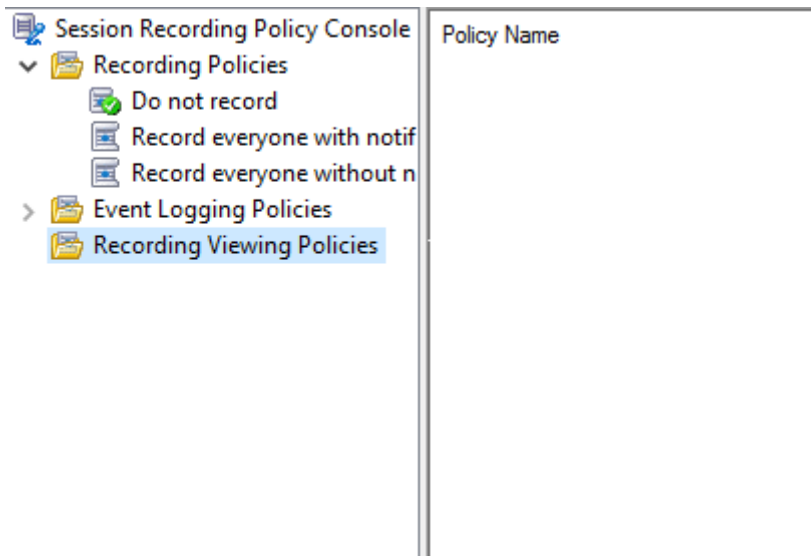 Session Recording Policy Console
Recording Policies
Do not record
Record everyone with notif
Record everyone without n
Event Logging Policies
Recording Viewing Policies
Policy Name